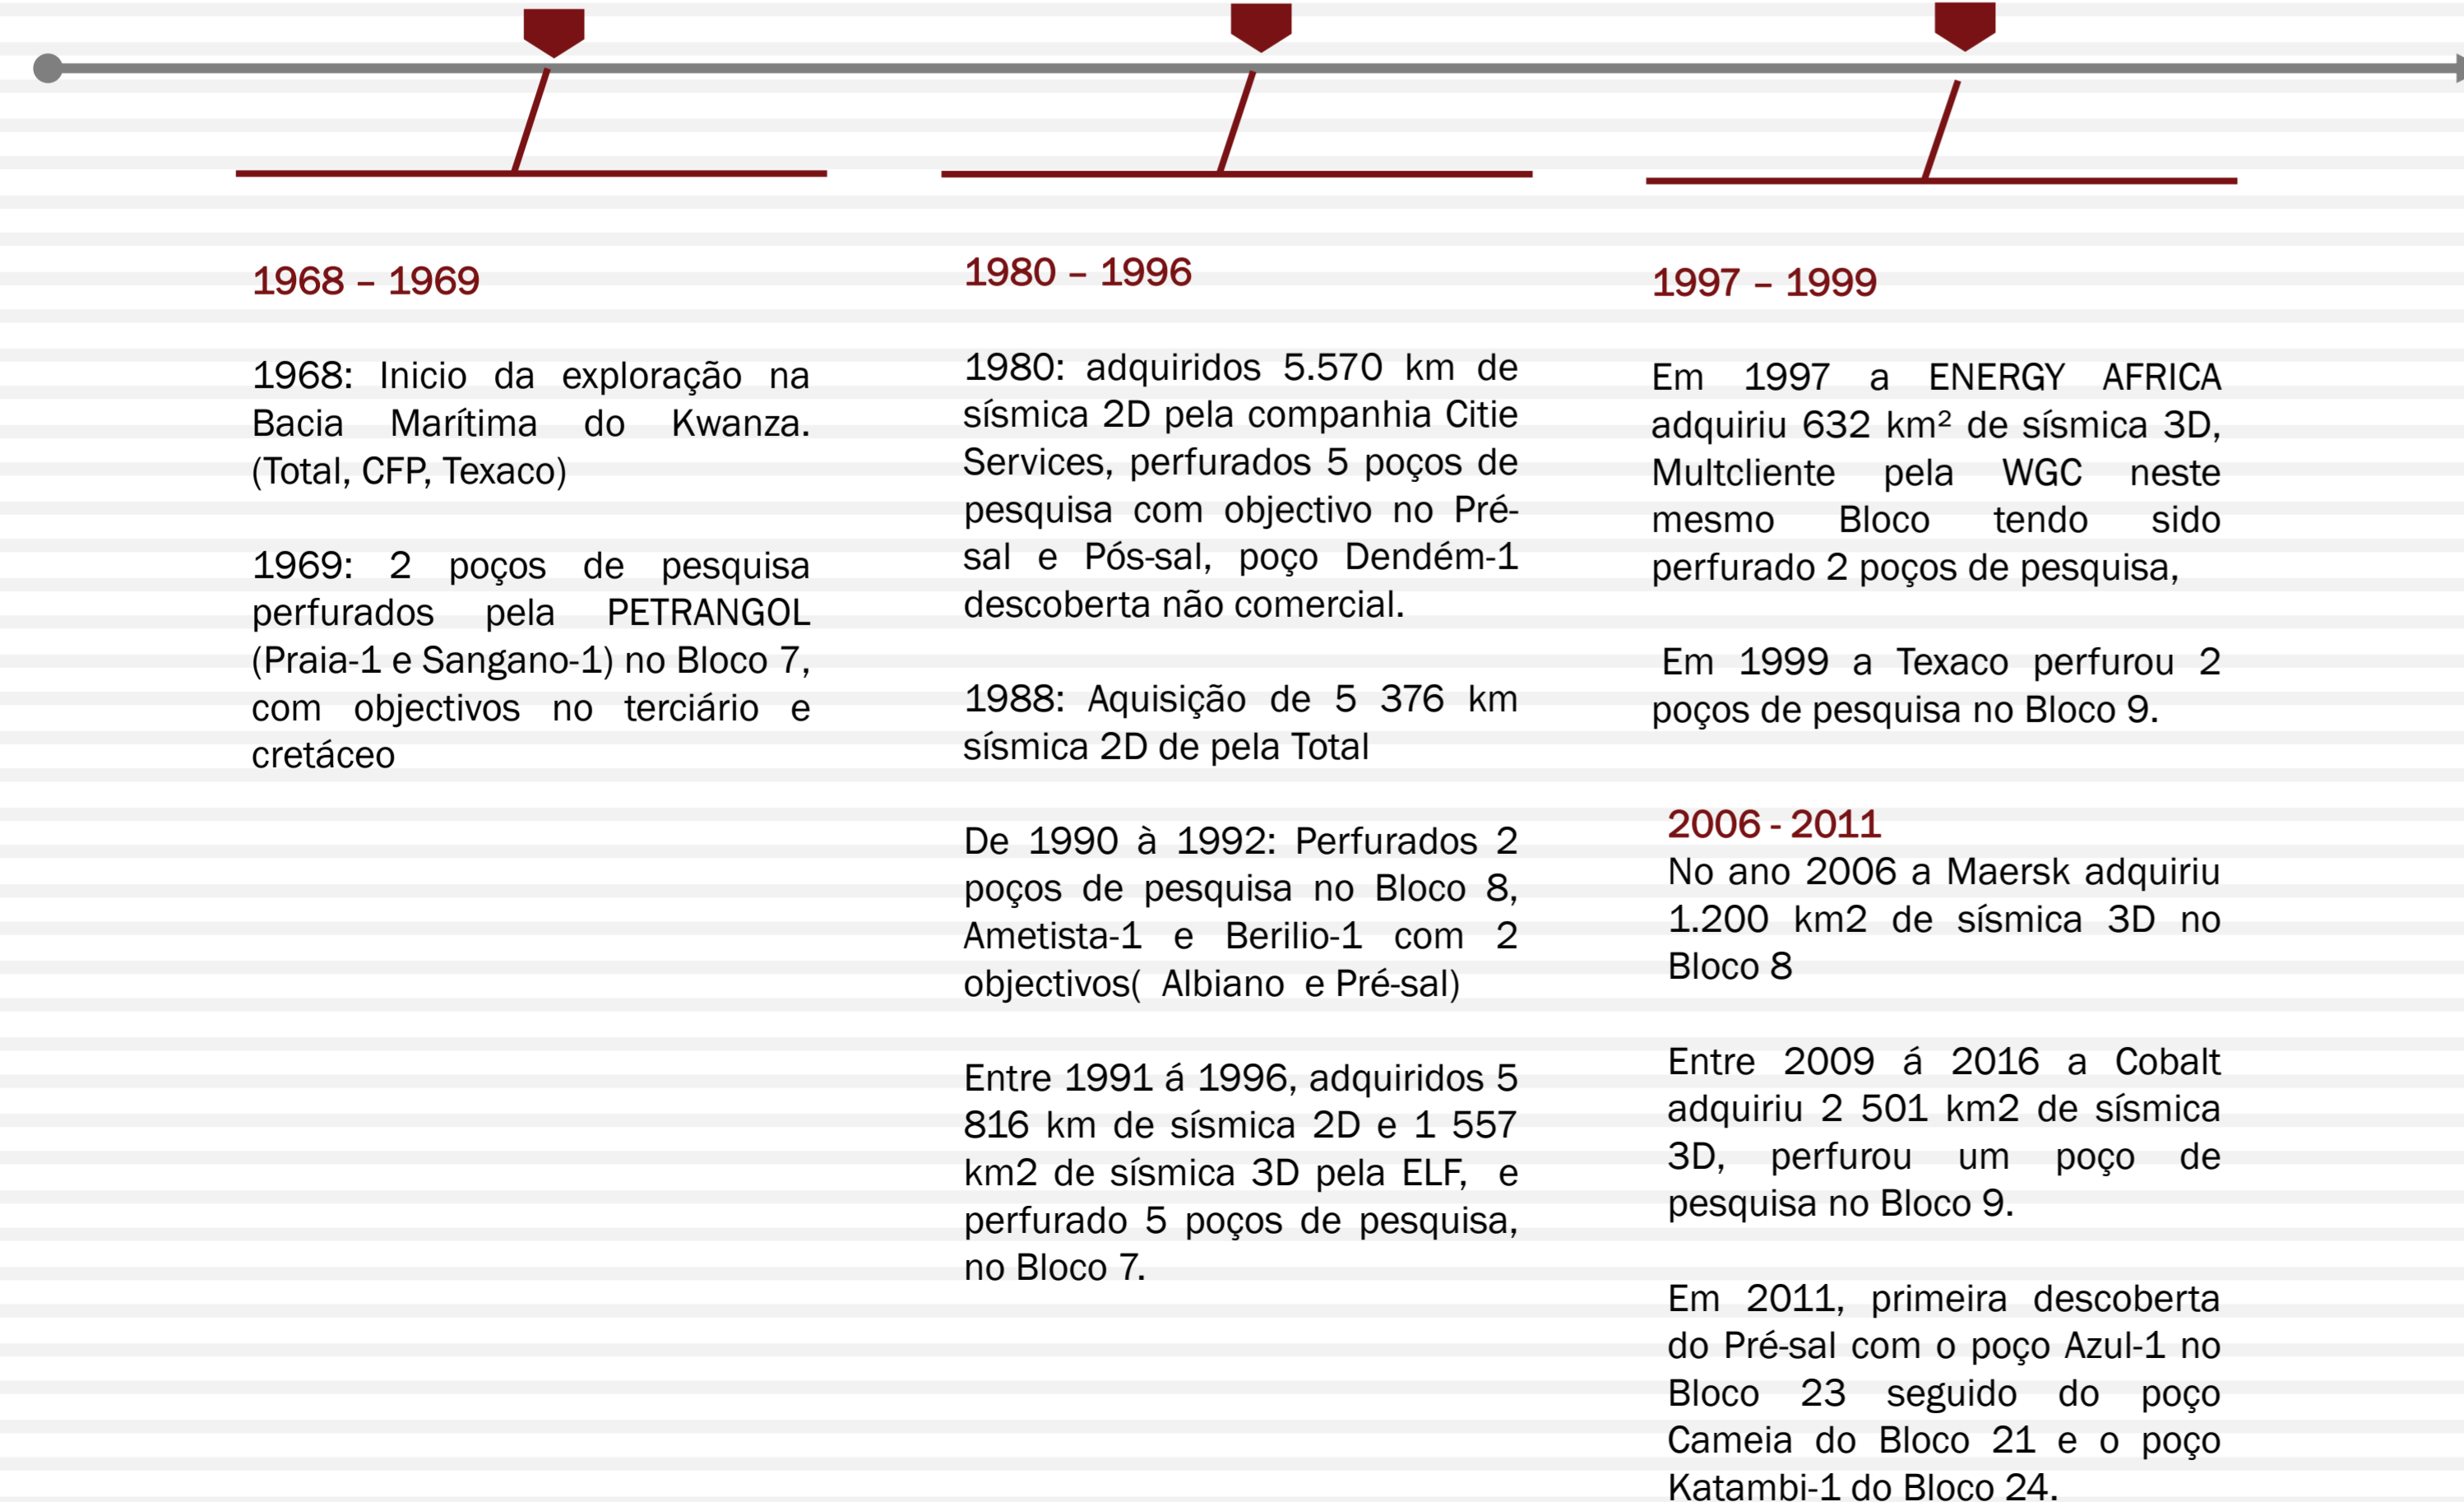 1968 – 1969
1968: Inicio da exploração na
Bacia Marítima do Kwanza.
(Total, CFP, Texaco)
1969: 2 poços de pesquisa
perfurados pela PETRANGOL
(Praia-1 e Sangano-1) no Bloco 7,
com objectivos no terciário e
cretáceo
1980 – 1996
1980: adquiridos 5.570 km de
sísmica 2D pela companhia Citie
Services, perfurados 5 poços de
pesquisa com objectivo no Pré-
sal e Pós-sal, poço Dendém-1
descoberta não comercial.
1988: Aquisição de 5 376 km
sísmica 2D de pela Total
De 1990 à 1992: Perfurados 2
poços de pesquisa no Bloco 8,
Ametista-1 e Berilio-1 com 2
objectivos( Albiano e Pré-sal)
Entre 1991 á 1996, adquiridos 5
816 km de sísmica 2D e 1 557
km2 de sísmica 3D pela ELF, e
perfurado 5 poços de pesquisa,
no Bloco 7.
1997 – 1999
Em 1997 a ENERGY AFRICA
adquiriu 632 km² de sísmica 3D,
Multcliente pela WGC neste
mesmo Bloco tendo sido
perfurado 2 poços de pesquisa,
Em 1999 a Texaco perfurou 2
poços de pesquisa no Bloco 9.
2006 - 2011
No ano 2006 a Maersk adquiriu
1.200 km2 de sísmica 3D no
Bloco 8
Entre 2009 á 2016 a Cobalt
adquiriu 2 501 km2 de sísmica
3D, perfurou um poço de
pesquisa no Bloco 9.
Em 2011, primeira descoberta
do Pré-sal com o poço Azul-1 no
Bloco 23 seguido do poço
Cameia do Bloco 21 e o poço
Katambi-1 do Bloco 24.